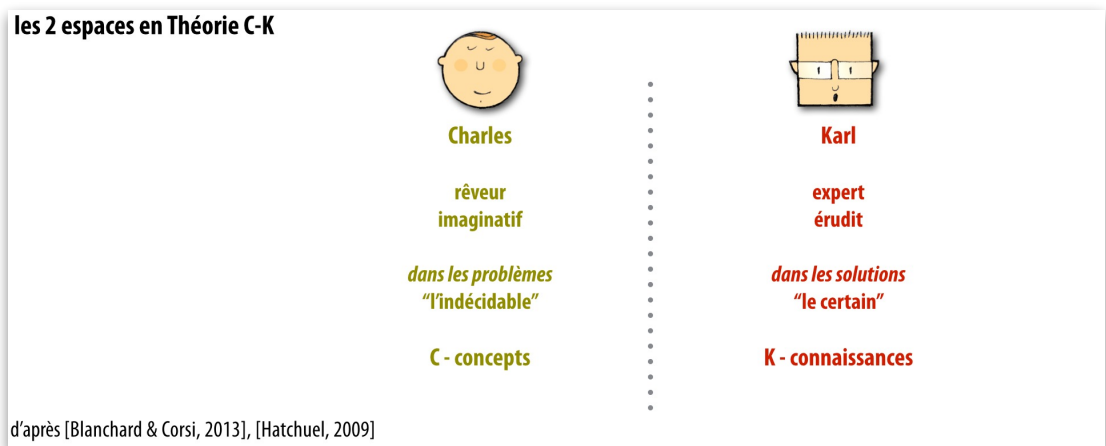 les 2 espaces en Théorie C-K
Charles
rêveur
imaginatif
dans les problèmes
“l’indécidable”
C - concepts
Karl
expert
érudit
dans les solutions
“le certain”
K - connaissances
d’après [Blanchard & Corsi, 2013], [Hatchuel, 2009]